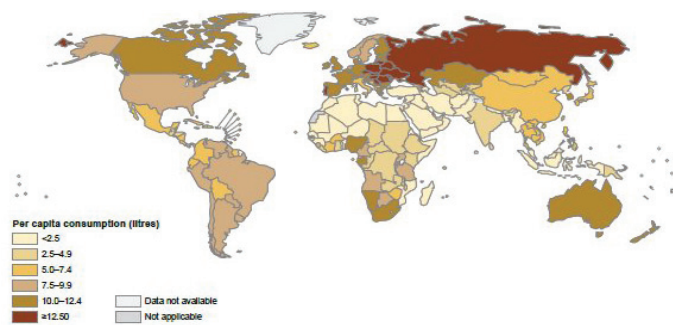 Per capita consumption (litres)
<2.5
2.5–4.9
5.0–7.4
7.5–9.9
10.0–12.4
≥12.50
Data not available
Not applicable